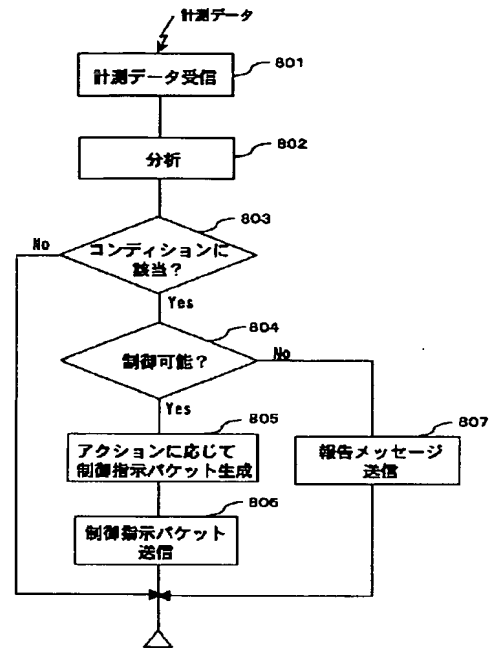 計測データ
計測データ受信
801
分析
802
コンディションに
該当？
803
No
Yes
制御可能？
804
No
Yes
アクションに応じて
制御指示パケット生成
805
報告メッセージ
送信
807
制御指示パケット
送信
806